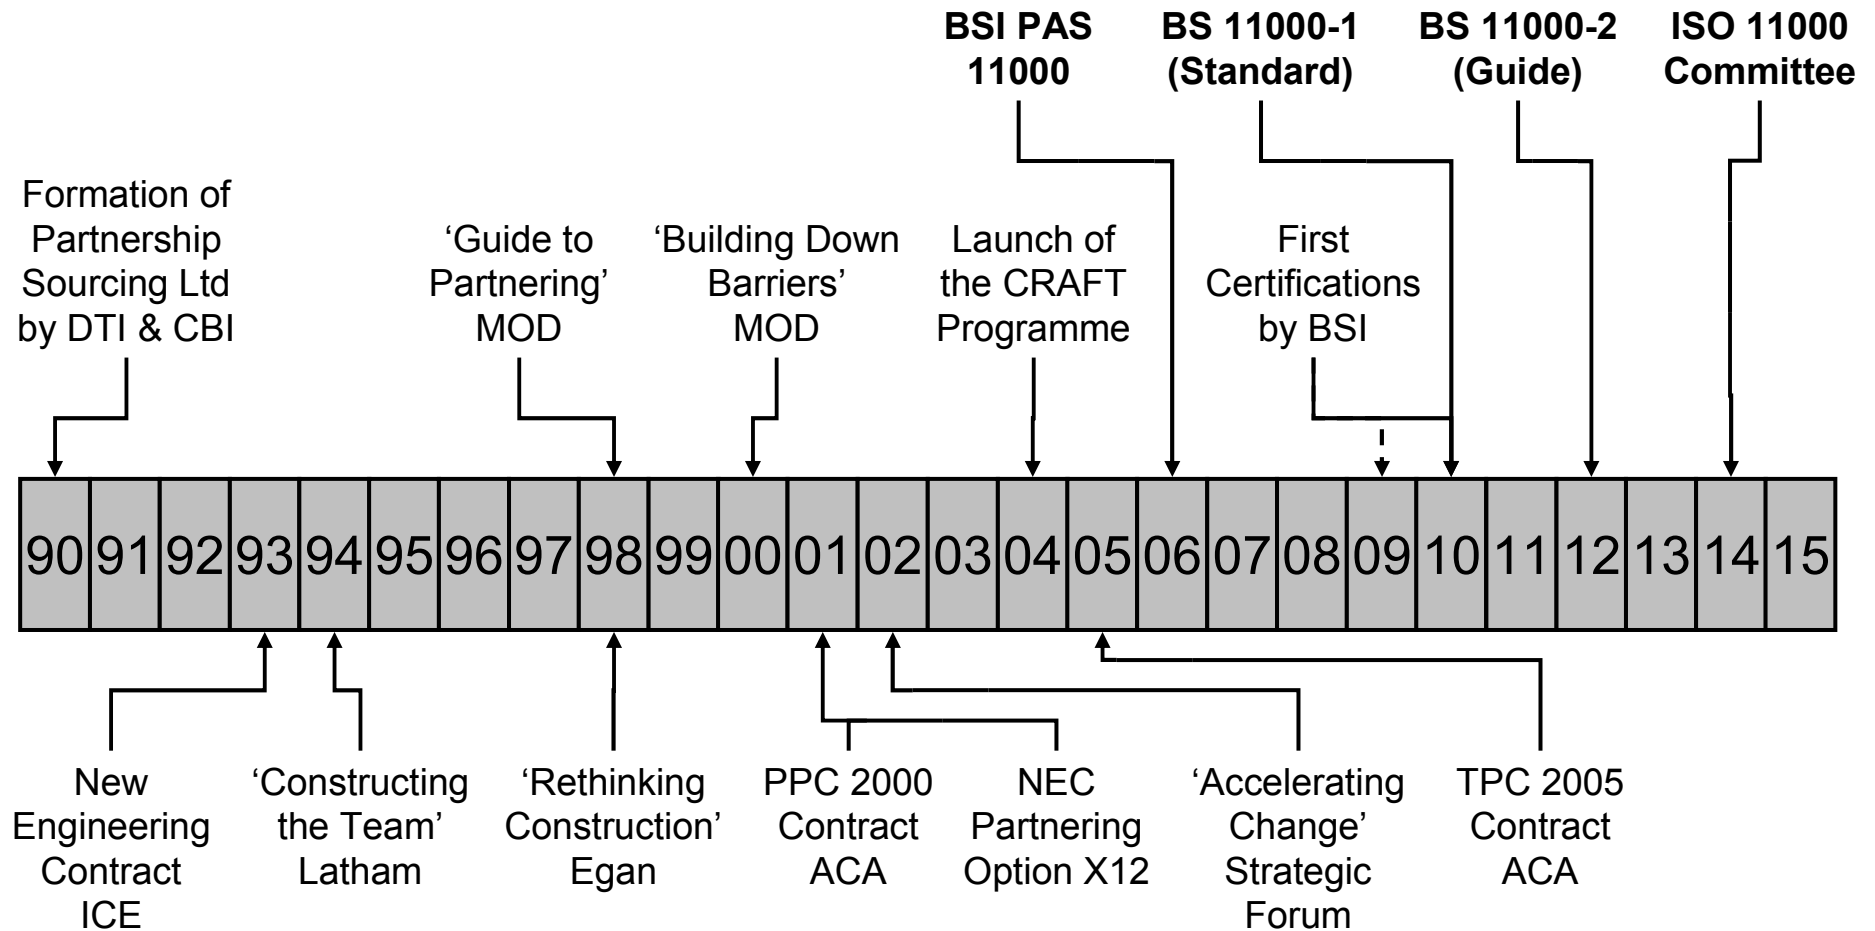 BSI PAS
11000
BS 11000-1
(Standard)
BS 11000-2
(Guide)
ISO 11000
Committee
Formation of
Partnership
Sourcing Ltd
by DTI & CBI
‘Guide to
Partnering’
MOD
‘Building Down
Barriers’
MOD
Launch of
the CRAFT
Programme
First
Certifications
by BSI
90 91 92 93 94 95 96 97 98 99 00 01 02 03 04 05 06 07 08 09 10 11 12 13 14 15
New
Engineering
Contract
ICE
‘Constructing
the Team’
Latham
‘Rethinking
Construction’
Egan
PPC 2000
Contract
ACA
NEC
Partnering
Option X12
‘Accelerating
Change’
Strategic
Forum
TPC 2005
Contract
ACA